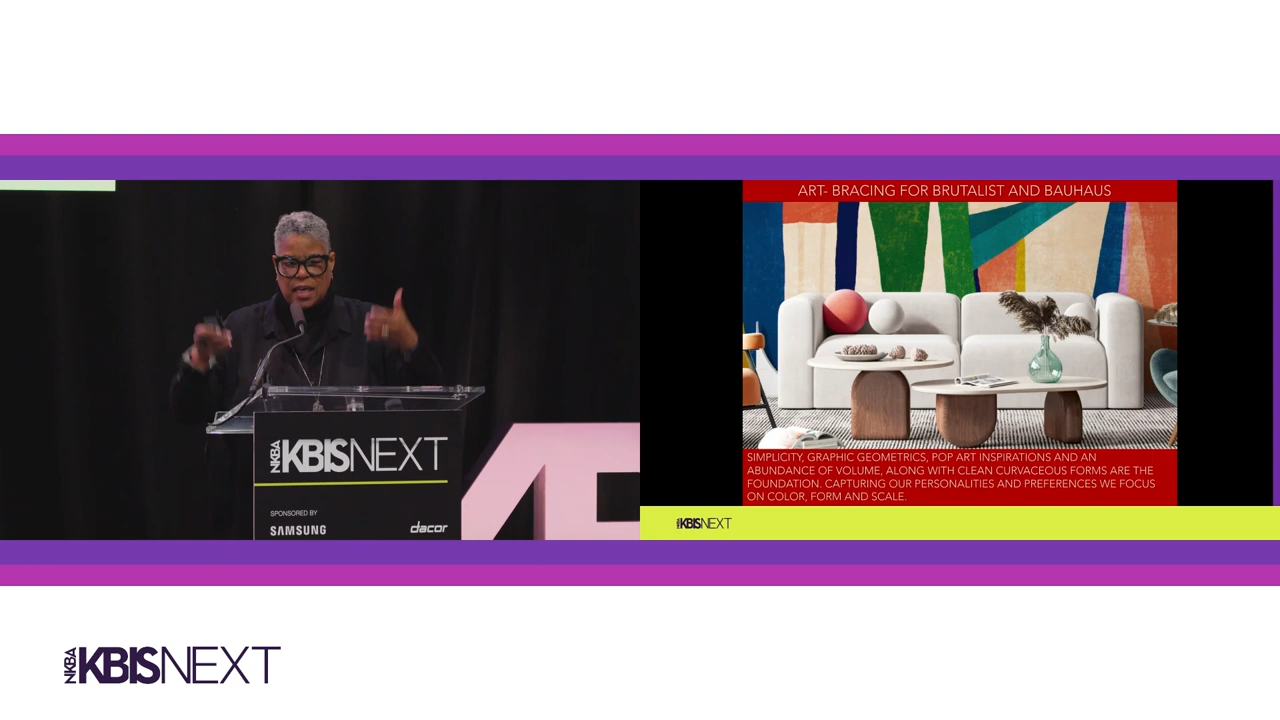 ART- BRACING FOR BRUTALIST AND BAUHAUS
NKBA KBISNEXT
SPONSORED BY
SAMSUNG dacor
SIMPLICITY, GRAPHIC GEOMETRICS, POP ART INSPIRATIONS AND AN
ABUNDANCE OF VOLUME, ALONG WITH CLEAN CURVACEOUS FORMS ARE THE
FOUNDATION. CAPTURING OUR PERSONALITIES AND PREFERENCES WE FOCUS
ON COLOR, FORM AND SCALE.
NKBA KBISNEXT
NKBA KBISNEXT